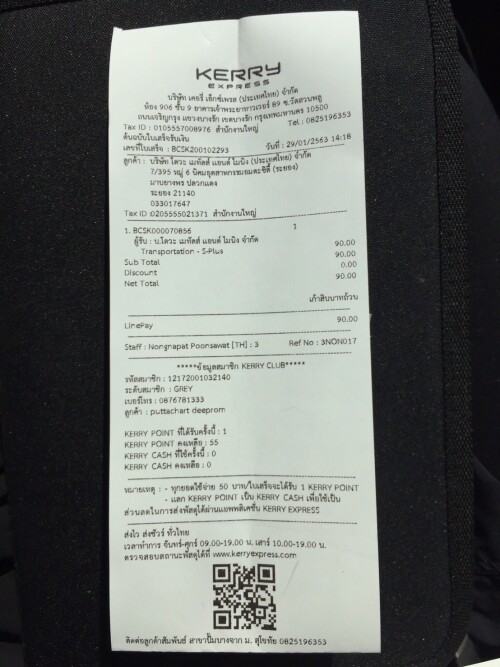 KERRY
EXPRESS
บริษัท เคอรี่ เอ็กซ์เพรส (ประเทศไทย) จำกัด
ห้อง 906 ชั้น 9 อาคารเจ้าพระยาทาวเวอร์ 89 ซ.วัดสวนพลู
ถนนเจริญกรุง แขวงบางรัก เขตบางรัก กรุงเทพมหานคร 10500
Tax ID : 0105557008976 สำนักงานใหญ่ Tel : 0825196353
ต้นฉบับใบเสร็จรับเงิน
เลขที่ใบเสร็จ : BCSK200102293 วันที่ : 29/01/2563 14:18
ลูกค้า : บริษัท โดวะ เมทัลส์ แอนด์ ไมนิ่ง (ประเทศไทย) จำกัด
7/395 หมู่ 6 นิคมอุตสาหกรรมอมตะซิตี้ (ระยอง)
มาบยางพร ปลวกแดง
ระยอง 21140
033017647
Tax ID :0205555021371 สำนักงานใหญ่
1. BCSK000070856 1
ผู้รับ : บ.โดวะ เมทัลส์ แอนด์ ไมนิง จำกัด
Transportation - S-Plus 90.00
Sub Total 90.00
Discount 0.00
Net Total 90.00
เก้าสิบบาทถ้วน
LinePay 90.00
Staff : Nongnapat Poonsawat [TH] : 3 Ref No : 3NON017
*****ข้อมูลสมาชิก KERRY CLUB*****
รหัสสมาชิก : 12172001032140
ระดับสมาชิก : GREY
เบอร์โทร : 0876781333
ลูกค้า : puttachart deeprom
KERRY POINT ที่ได้รับครั้งนี้ : 1
KERRY POINT คงเหลือ : 55
KERRY CASH ที่ใช้ครั้งนี้ : 0
KERRY CASH คงเหลือ : 0
หมายเหตุ : - ทุกยอดใช้จ่าย 50 บาท/ใบเสร็จจะได้รับ 1 KERRY POINT
- แลก KERRY POINT เป็น KERRY CASH เพื่อใช้เป็น
ส่วนลดในการส่งพัสดุได้ผ่านแอพพลิเคชั่น KERRY EXPRESS
ส่งไว ส่งชัวร์ ทั่วไทย
เวลาทำการ จันทร์-ศุกร์ 09.00-19.00 น. เสาร์ 10.00-19.00 น.
ตรวจสอบสถานะพัสดุได้ที่ www.kerryexpress.com
ติดต่อลูกค้าสัมพันธ์ สาขาปั๊มบางจาก ม. สุโขทัย 0825196353